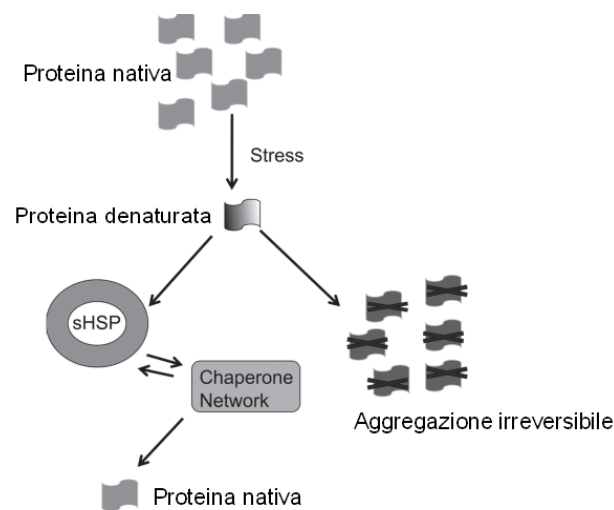 Proteina nativa
Stress
Proteina denaturata
sHSP
Chaperone
Network
Aggregazione irreversibile
Proteina nativa